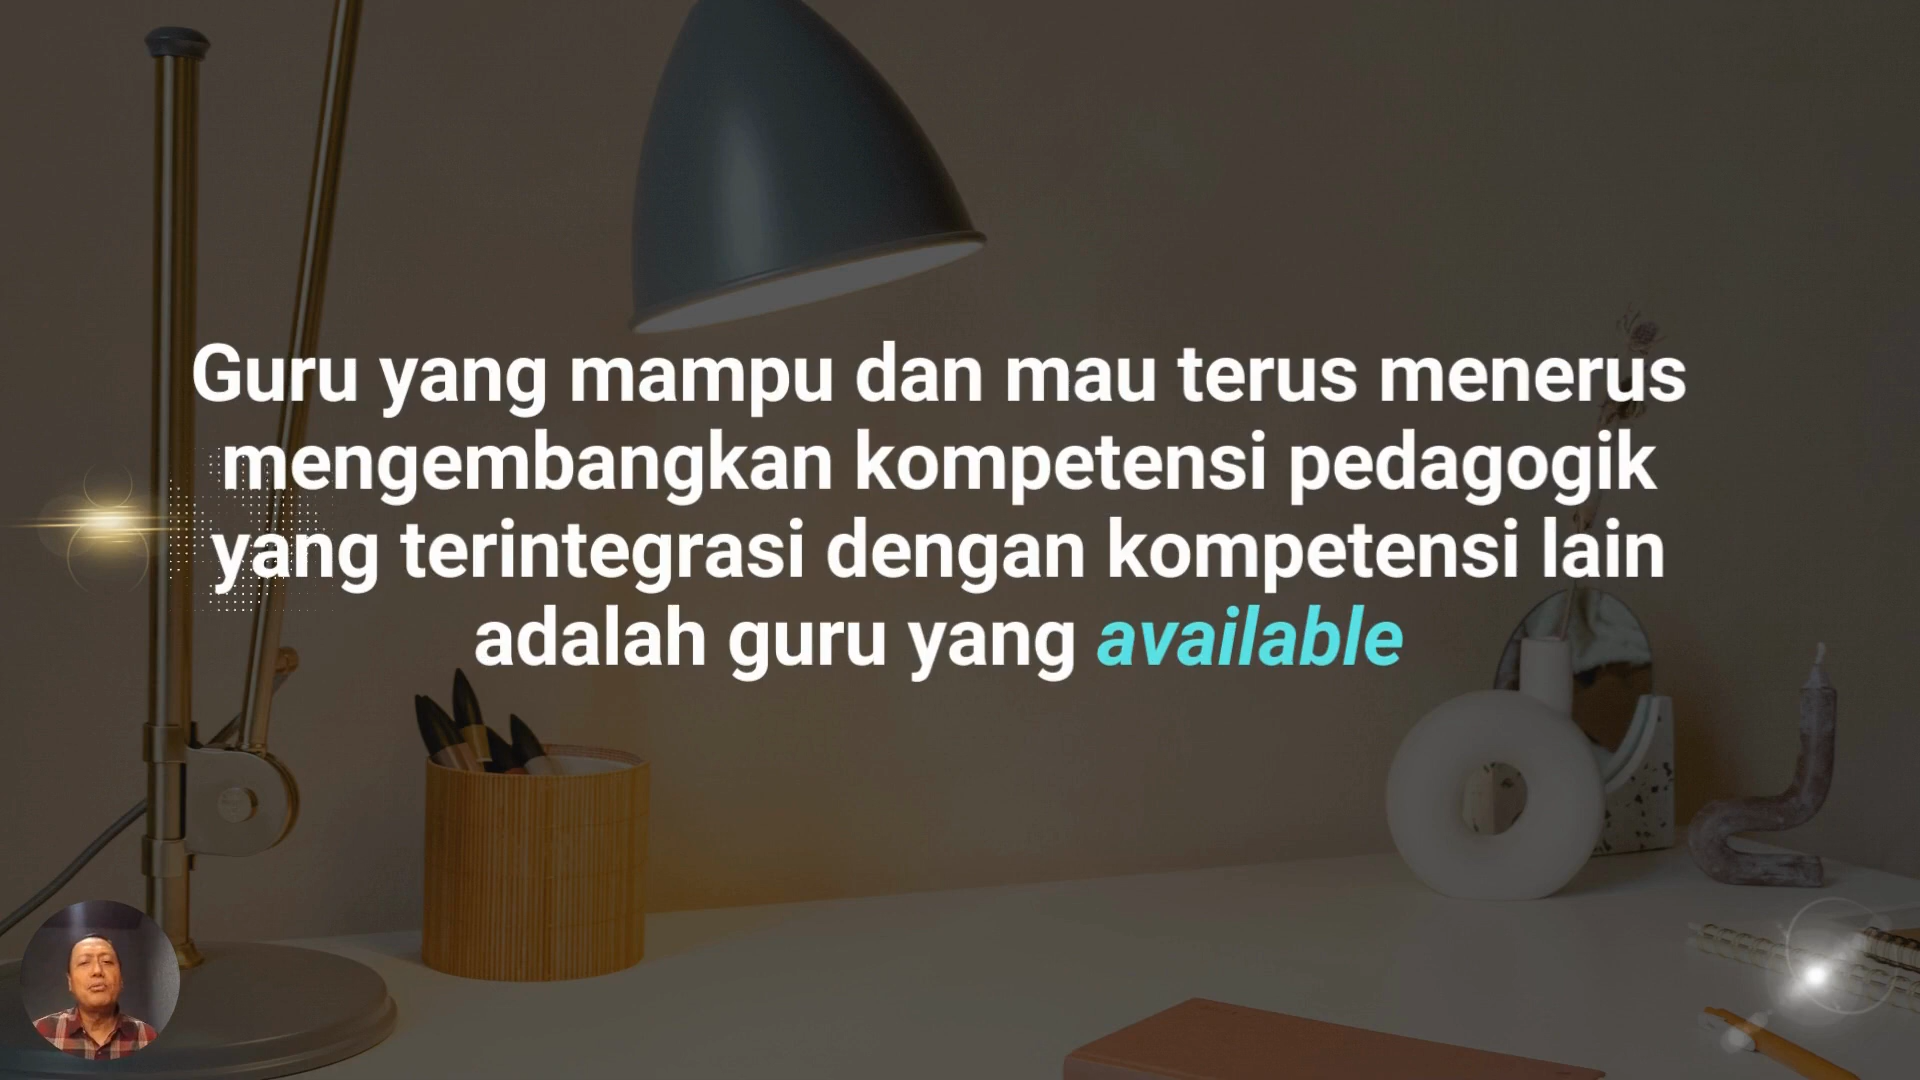 Guru yang mampu dan mau terus menerus
mengembangkan kompetensi pedagogik
yang terintegrasi dengan kompetensi lain
adalah guru yang available